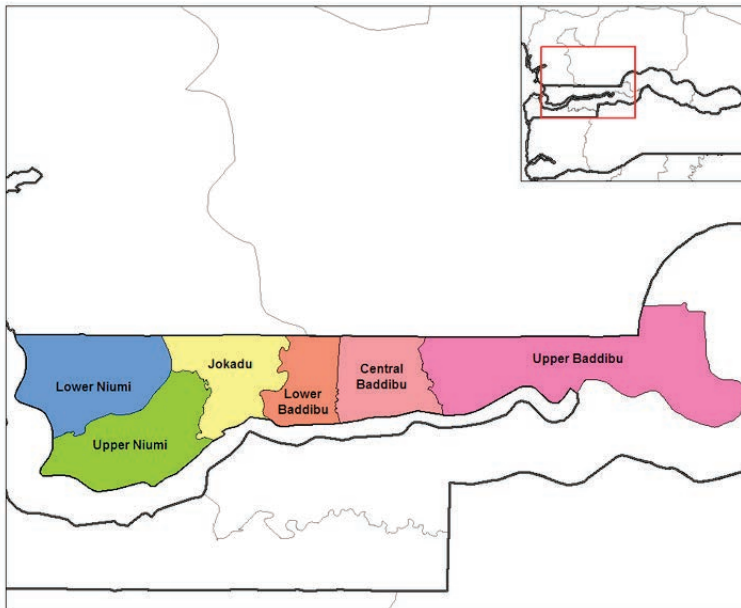 Lower Niumi
Upper Niumi
Jokadu
Lower
Baddibu
Central
Baddibu
Upper Baddibu